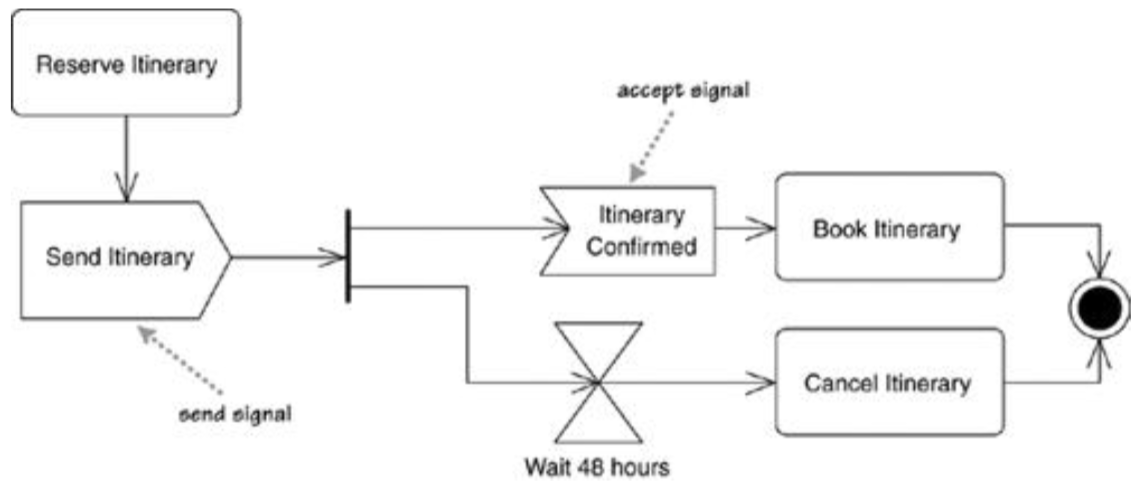 Reserve Itinerary
accept signal
Itinerary
Confirmed
Book Itinerary
Send Itinerary
Cancel Itinerary
send signal
Wait 48 hours